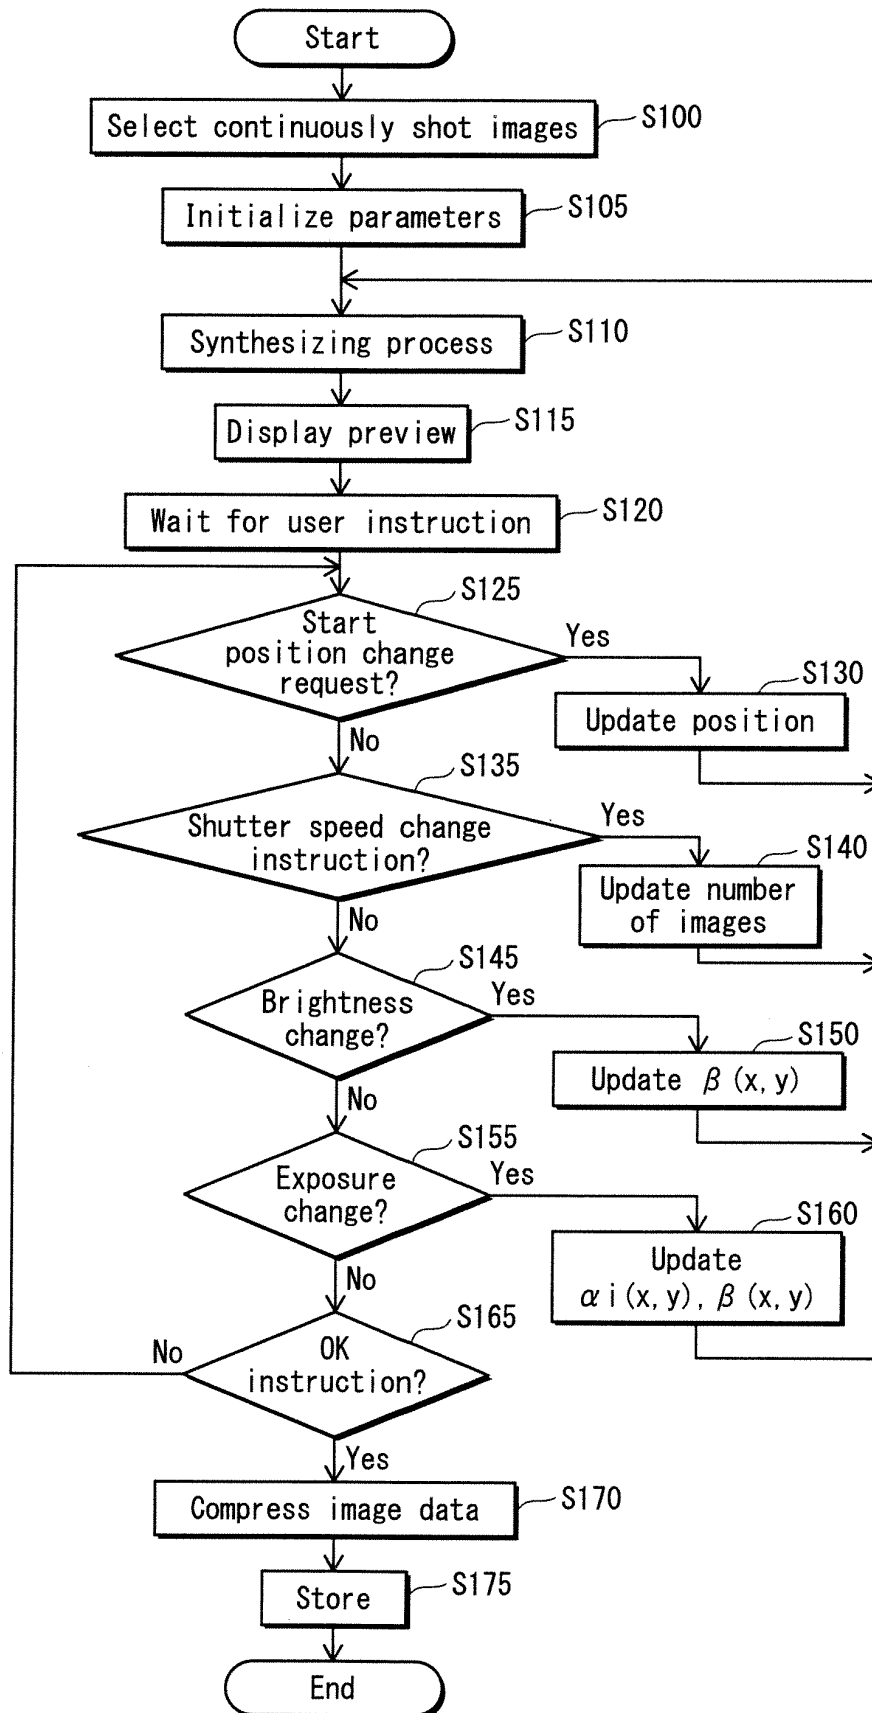 Start
Select continuously shot images
S100
Initialize parameters
S105
Synthesizing process
S110
Display preview
S115
Wait for user instruction
S120
S125
Start
position change
request?
Yes
S130
Update position
No
S135
Shutter speed change
instruction?
Yes
S140
Update number
of images
No
S145
Brightness
change?
Yes
S150
Update β(x,y)
No
S155
Exposure
change?
Yes
S160
Update
αi(x,y), β(x,y)
No
S165
OK
instruction?
No
Yes
Compress image data
S170
Store
S175
End